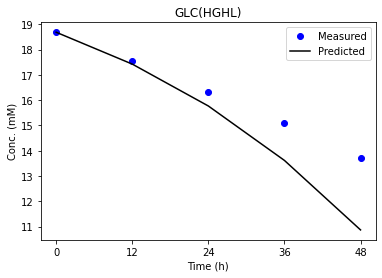 GLC(HGHL)
Measured
Predicted
Conc. (mM)
19
18
17
16
15
14
13
12
11
0 12 24 36 48
Time (h)